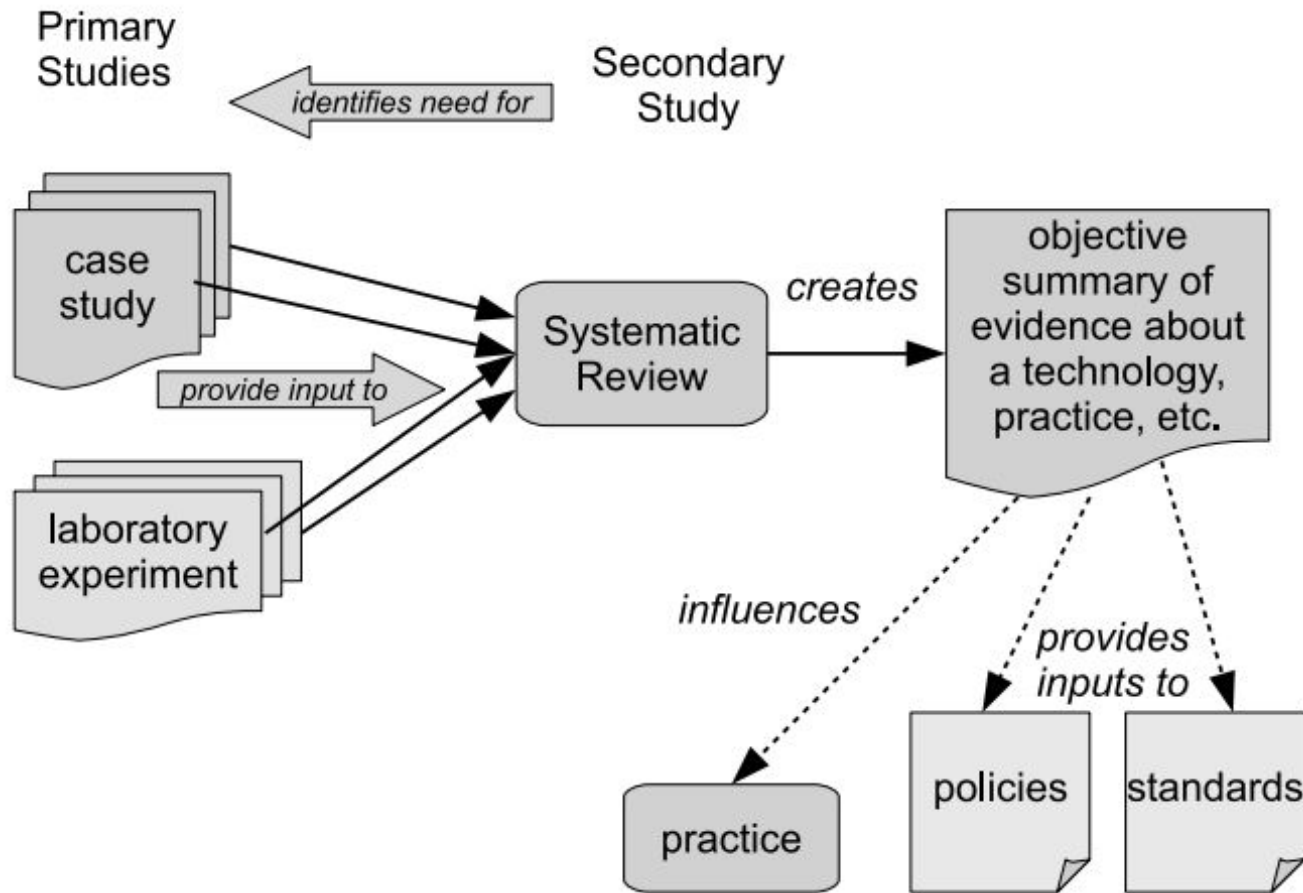 Primary
Studies
identifies need for
Secondary
Study
case
study
provide input to
laboratory
experiment
Systematic
Review
creates
objective
summary of
evidence about
a technology,
practice, etc.
influences
provides
inputs to
practice
policies
standards